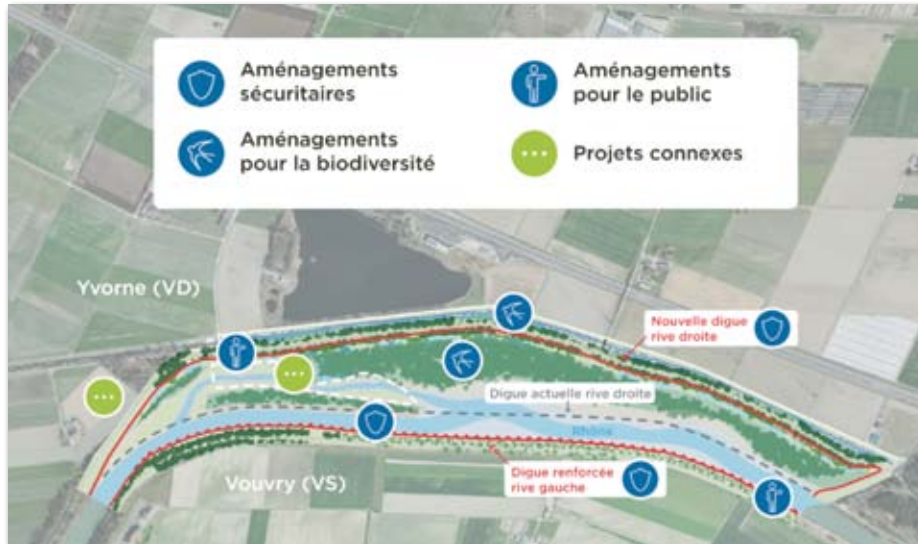 Aménagements
sécuritaires
Aménagements
pour le public
Aménagements
pour la biodiversité
Projets connexes
Yvorne (VD)
Nouvelle digue
rive droite
Digue actuelle rive droite
Rhône
Digue renforcée
rive gauche
Vouvry (VS)